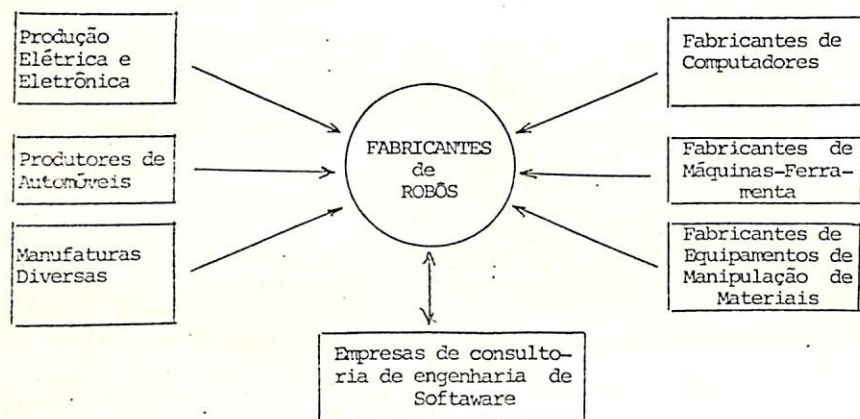 Produção
Elétrica e
Eletrônica
Produtores de
Automóveis
Manufaturas
Diversas
FABRICANTES
de
ROBÔS
Fabricantes de
Computadores
Fabricantes de
Máquinas-Ferra-
menta
Fabricantes de
Equipamentos de
Manipulação de
Materiais
Empresas de consulto-
ria de engenharia de
Softaware